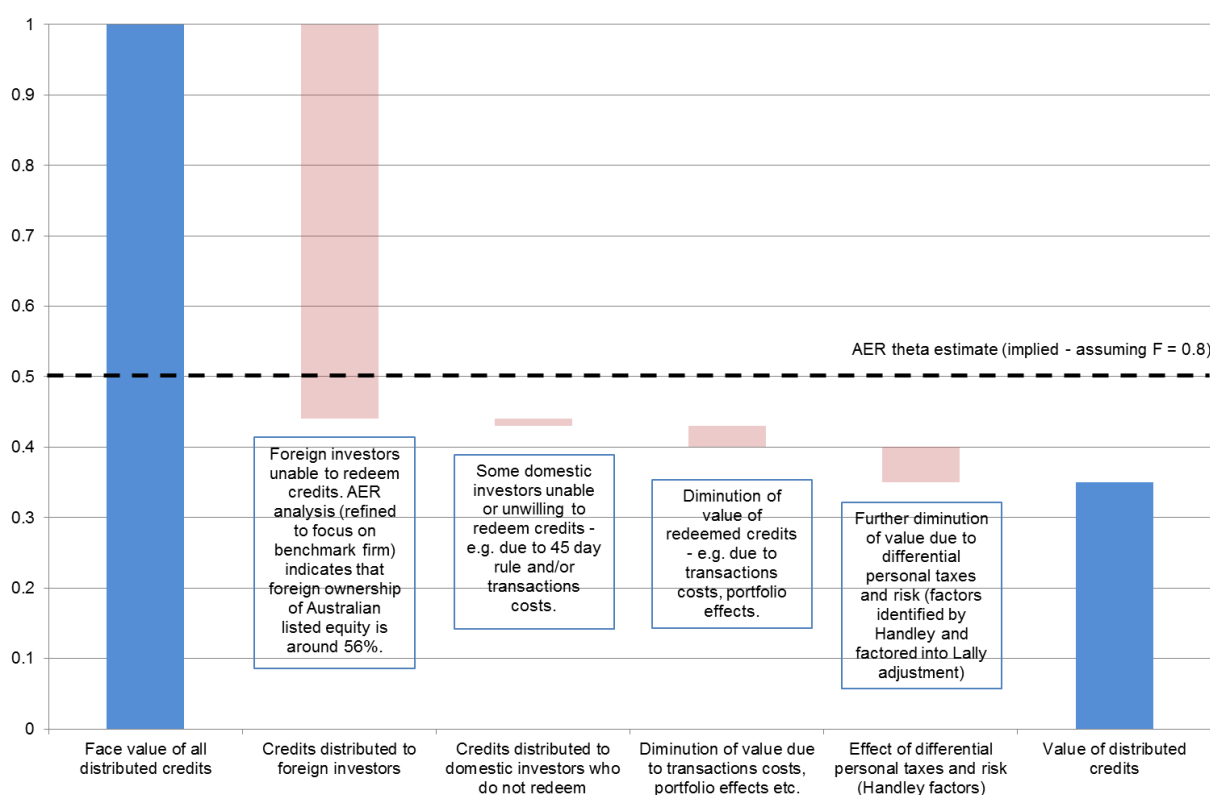 1
0.9
0.8
0.7
0.6
AER theta estimate (implied - assuming F = 0.8)
0.5
0.4
0.3
0.2
0.1
0
Foreign investors
unable to redeem
credits. AER
analysis (refined
to focus on
benchmark firm)
indicates that
foreign ownership
of Australian
listed equity is
around 56%.
Some domestic
investors unable
or unwilling to
redeem credits -
e.g. due to 45 day
rule and/or
transactions
costs.
Diminution of
value of
redeemed credits
- e.g. due to
transactions
costs, portfolio
effects.
Further diminution
of value due to
differential
personal taxes
and risk (factors
identified by
Handley and
factored into Lally
adjustment)
Face value of all
distributed credits
Credits distributed to
foreign investors
Credits distributed to
domestic investors who
do not redeem
Diminution of value due
to transactions costs,
portfolio effects etc.
Effect of differential
personal taxes and risk
(Handley factors)
Value of distributed
credits